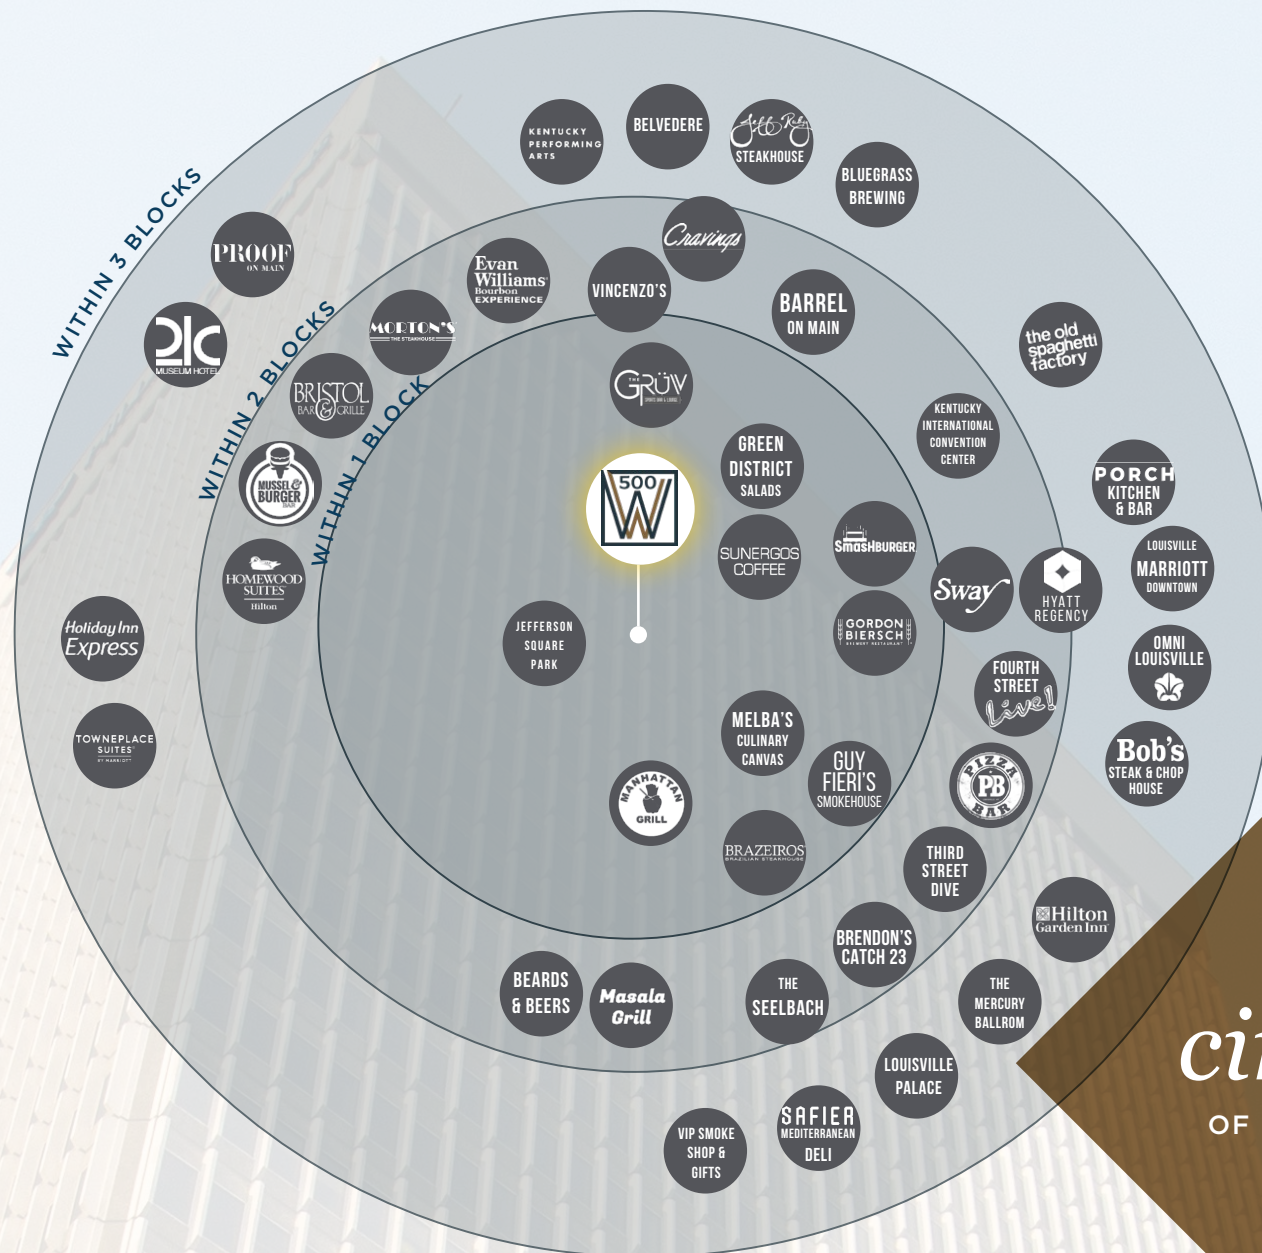 WITHIN 3 BLOCKS
WITHIN 2 BLOCKS
WITHIN 1 BLOCK
KENTUCKY
PERFORMING
ARTS
BELVEDERE
Jeff Ruby
STEAKHOUSE
BLUEGRASS
BREWING
PROOF
ON MAIN
21C
MUSEUM HOTEL
Cravings
Evan
Williams
Bourbon
EXPERIENCE
VINCENZO'S
BARREL
ON MAIN
MORTON'S
THE STEAKHOUSE
the old
spaghetti
factory
BRISTOL
BAR & GRILLE
THE
GRÜV
500
W
GREEN
DISTRICT
SALADS
KENTUCKY
INTERNATIONAL
CONVENTION
CENTER
MUSSEL &
BURGER
BAR
PORCH
KITCHEN
& BAR
SUNERGOS
COFFEE
SMASHBURGER
HOMEWOOD
SUITES
Hilton
Sway
HYATT
REGENCY
LOUISVILLE
MARRIOTT
DOWNTOWN
Holiday Inn
Express
JEFFERSON
SQUARE
PARK
GORDON
BIERSCH
BREWERY RESTAURANT
OMNI
LOUISVILLE
FOURTH
STREET
Live!
TOWNEPLACE
SUITES
BY MARRIOTT
MELBA'S
CULINARY
CANVAS
GUY
FIERI'S
SMOKEHOUSE
PIZZA
PB
BAR
Bob's
STEAK & CHOP
HOUSE
MANHATTAN
GRILL
BRAZEIROS
BRAZILIAN STEAKHOUSE
THIRD
STREET
DIVE
Hilton
Garden Inn
BRENDON'S
CATCH 23
BEARDS
& BEERS
Masala
Grill
THE
SEELBACH
THE
MERCURY
BALLROM
LOUISVILLE
PALACE
SAFIER
MEDITERRANEAN
DELI
VIP SMOKE
SHOP &
GIFTS
OF